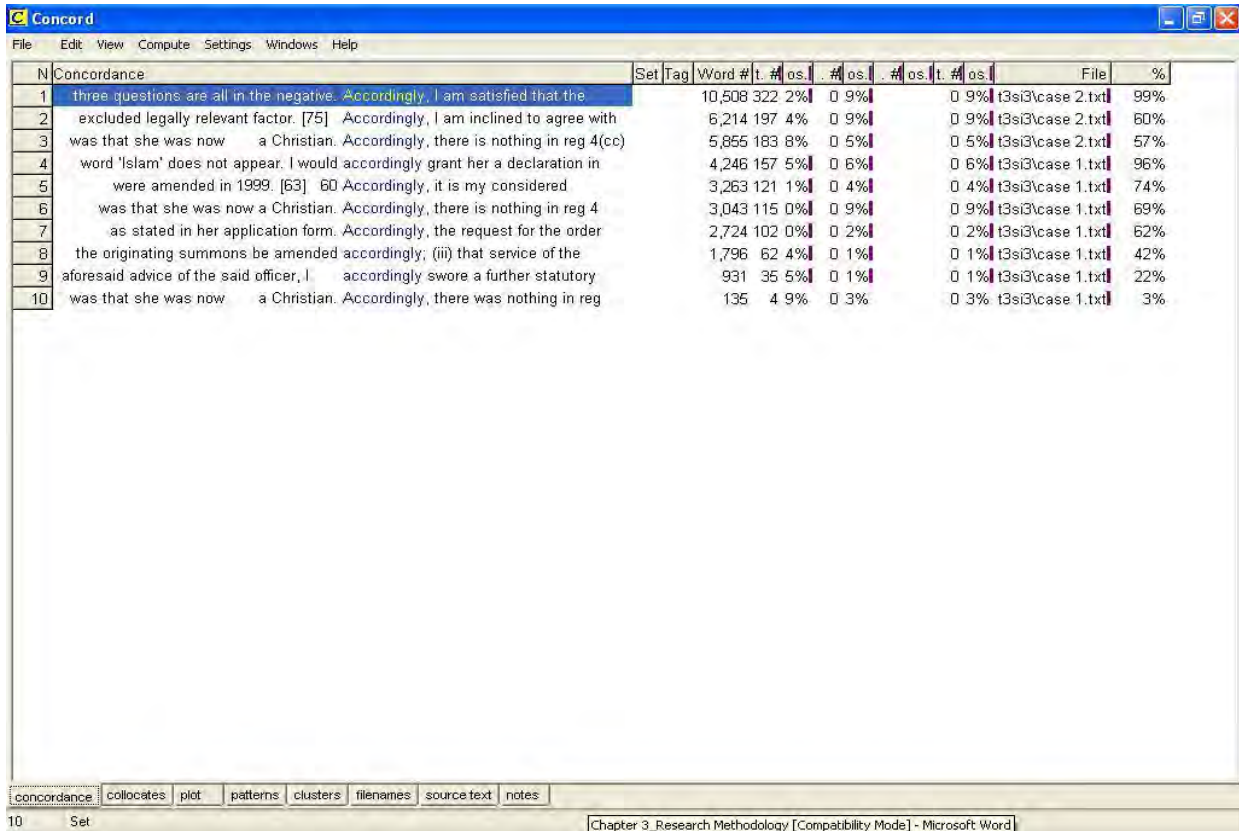 C Concord
File Edit View Compute Settings Windows Help
N Concordance Set Tag Word # t. # os. . # os. . # os. t. # os. File %
1 three questions are all in the negative. Accordingly, I am satisfied that the 10,508 322 2% 0 9% 0 9% t3si3\case 2.txt 99%
2 excluded legally relevant factor. [75] Accordingly, I am inclined to agree with 6,214 197 4% 0 9% 0 9% t3si3\case 2.txt 60%
3 was that she was now a Christian. Accordingly, there is nothing in reg 4(cc) 5,855 183 8% 0 5% 0 5% t3si3\case 2.txt 57%
4 word 'Islam' does not appear. I would accordingly grant her a declaration in 4,246 157 5% 0 6% 0 6% t3si3\case 1.txt 96%
5 were amended in 1999. [63] 60 Accordingly, it is my considered 3,263 121 1% 0 4% 0 4% t3si3\case 1.txt 74%
6 was that she was now a Christian. Accordingly, there is nothing in reg 4 3,043 115 0% 0 9% 0 9% t3si3\case 1.txt 69%
7 as stated in her application form. Accordingly, the request for the order 2,724 102 0% 0 2% 0 2% t3si3\case 1.txt 62%
8 the originating summons be amended accordingly; (iii) that service of the 1,796 62 4% 0 1% 0 1% t3si3\case 1.txt 42%
9 aforesaid advice of the said officer, I accordingly swore a further statutory 931 35 5% 0 1% 0 1% t3si3\case 1.txt 22%
10 was that she was now a Christian. Accordingly, there was nothing in reg 135 4 9% 0 3% 0 3% t3si3\case 1.txt 3%
concordance collocates plot patterns clusters filenames source text notes
10 Set Chapter 3_Research Methodology [Compatibility Mode] - Microsoft Word